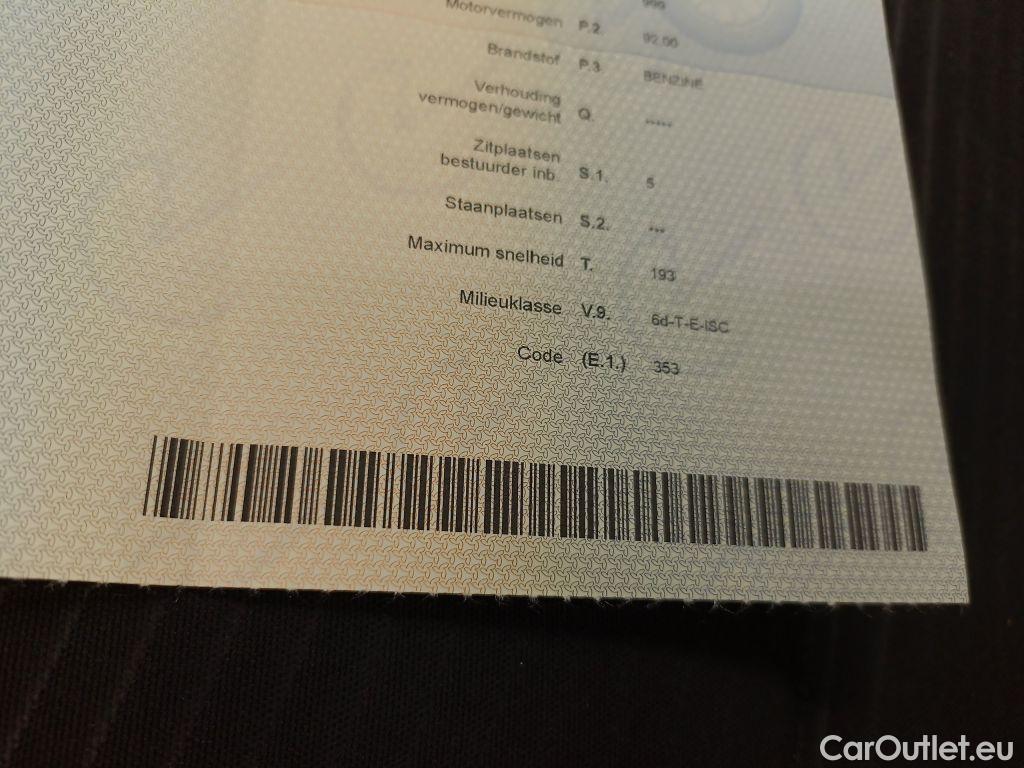 999
Motorvermogen P.2. 92.00
Brandstof P.3. BENZINE
Verhouding
vermogen/gewicht Q. -----
Zitplaatsen
bestuurder inb. S.1. 5
Staanplaatsen S.2. ---
Maximum snelheid T. 193
Milieuklasse V.9. 6d-T-E-ISC
Code (E.1.) 353
CarOutlet.eu